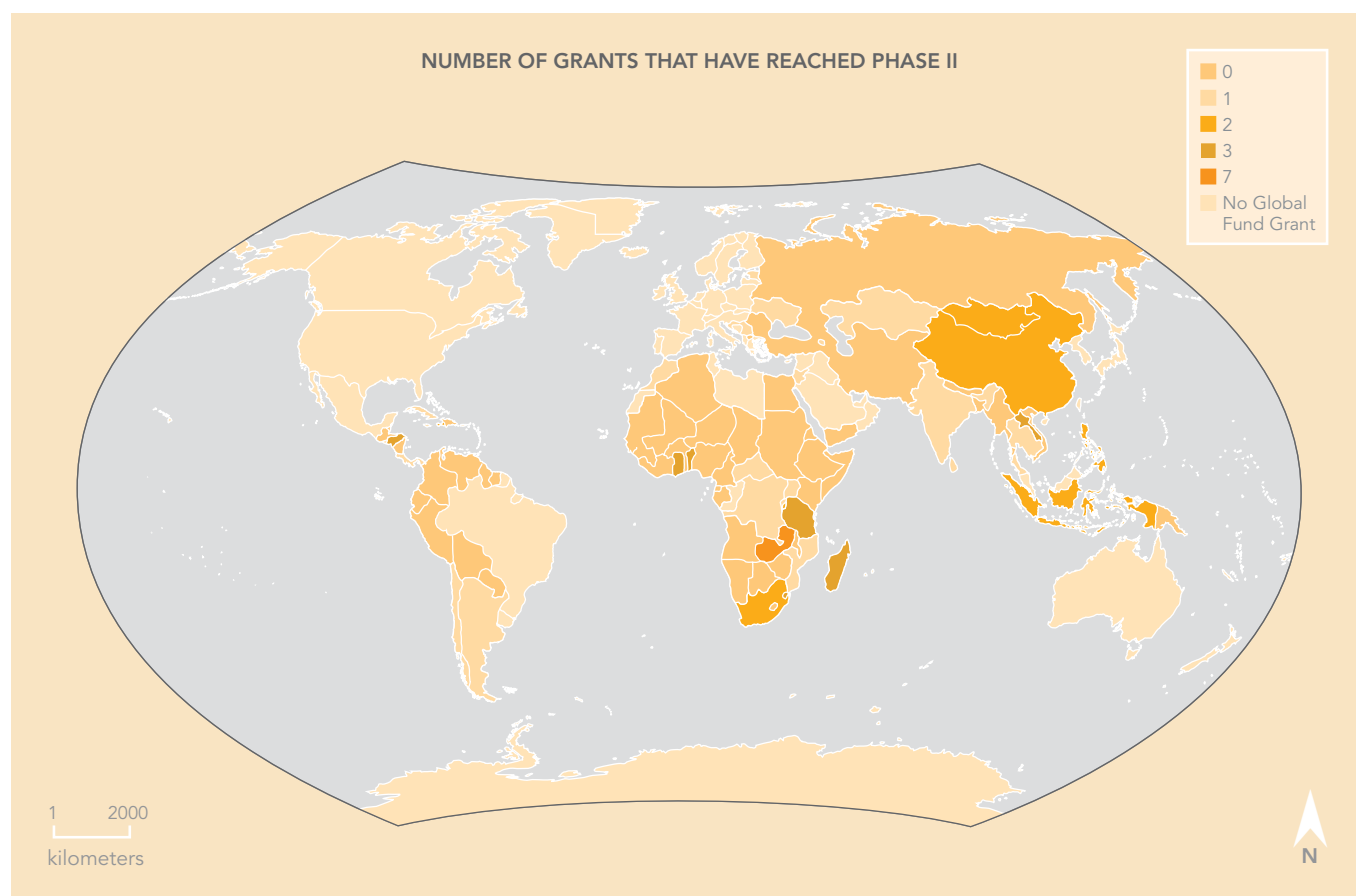 NUMBER OF GRANTS THAT HAVE REACHED PHASE II
0
1
2
3
7
No Global
Fund Grant
1 2000
kilometers
N